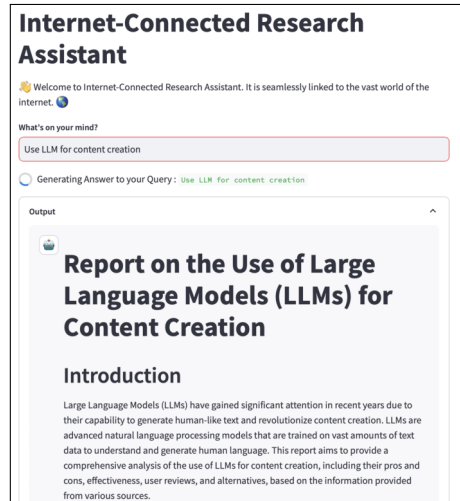 Internet-Connected Research
Assistant
👋 Welcome to Internet-Connected Research Assistant. It is seamlessly linked to the vast world of the
internet. 🌎
What's on your mind?
Use LLM for content creation
Generating Answer to your Query : Use LLM for content creation
Output
Report on the Use of Large
Language Models (LLMs) for
Content Creation
Introduction
Large Language Models (LLMs) have gained significant attention in recent years due to
their capability to generate human-like text and revolutionize content creation. LLMs are
advanced natural language processing models that are trained on vast amounts of text
data to understand and generate human language. This report aims to provide a
comprehensive analysis of the use of LLMs for content creation, including their pros and
cons, effectiveness, user reviews, and alternatives, based on the information provided
from various sources.